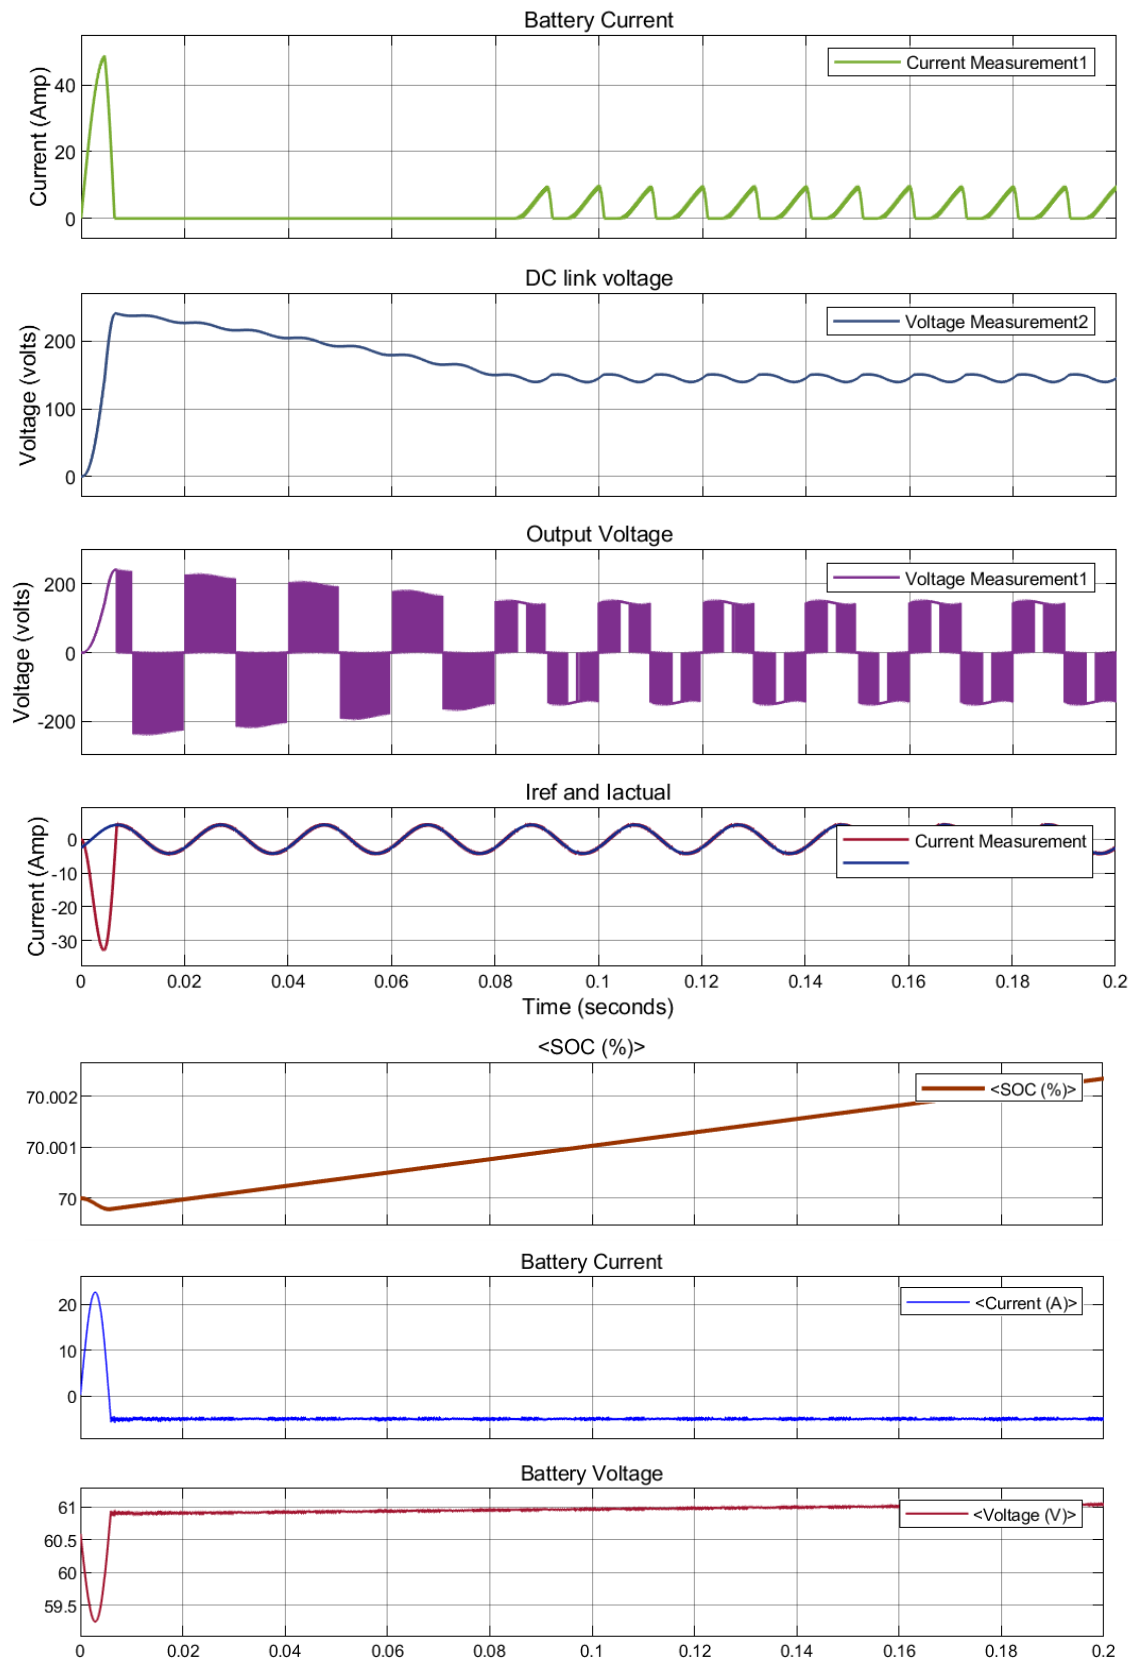 Battery Current
Current Measurement1
Current (Amp)
40
20
0
DC link voltage
Voltage Measurement2
Voltage (volts)
200
100
0
Output Voltage
Voltage Measurement1
Voltage (volts)
200
0
-200
Iref and Iactual
Current Measurement
Current (Amp)
0
-10
-20
-30
0 0.02 0.04 0.06 0.08 0.1 0.12 0.14 0.16 0.18 0.2
Time (seconds)
<SOC (%)>
<SOC (%)>
70.002
70.001
70
Battery Current
<Current (A)>
20
10
0
Battery Voltage
<Voltage (V)>
61
60.5
60
59.5
0 0.02 0.04 0.06 0.08 0.1 0.12 0.14 0.16 0.18 0.2